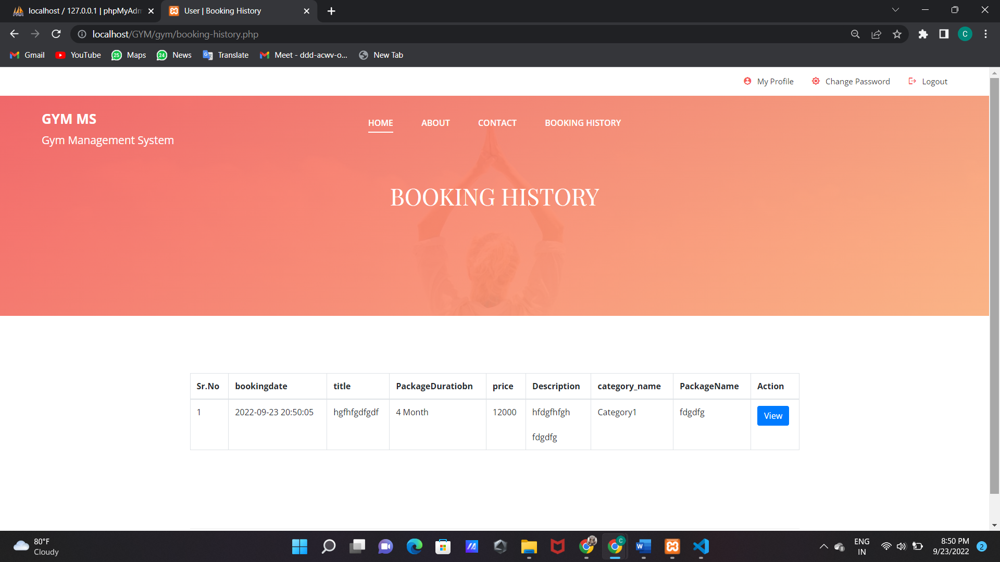 localhost / 127.0.0.1 | phpMyAdm
User | Booking History
localhost/GYM/gym/booking-history.php
C
Gmail
YouTube
25
Maps
24
News
Translate
Meet - ddd-acwv-o...
New Tab
My Profile
Change Password
Logout
GYM MS
Gym Management System
HOME
ABOUT
CONTACT
BOOKING HISTORY
BOOKING HISTORY
Sr.No bookingdate title PackageDuratiobn price Description category_name PackageName Action
1 2022-09-23 20:50:05 hgfhfgdfgdf 4 Month 12000 hfdgfhfgh Category1 fdgdfg View
fdgdfg
80°F
Cloudy
C
W
ENG
IN
8:50 PM
9/23/2022
2